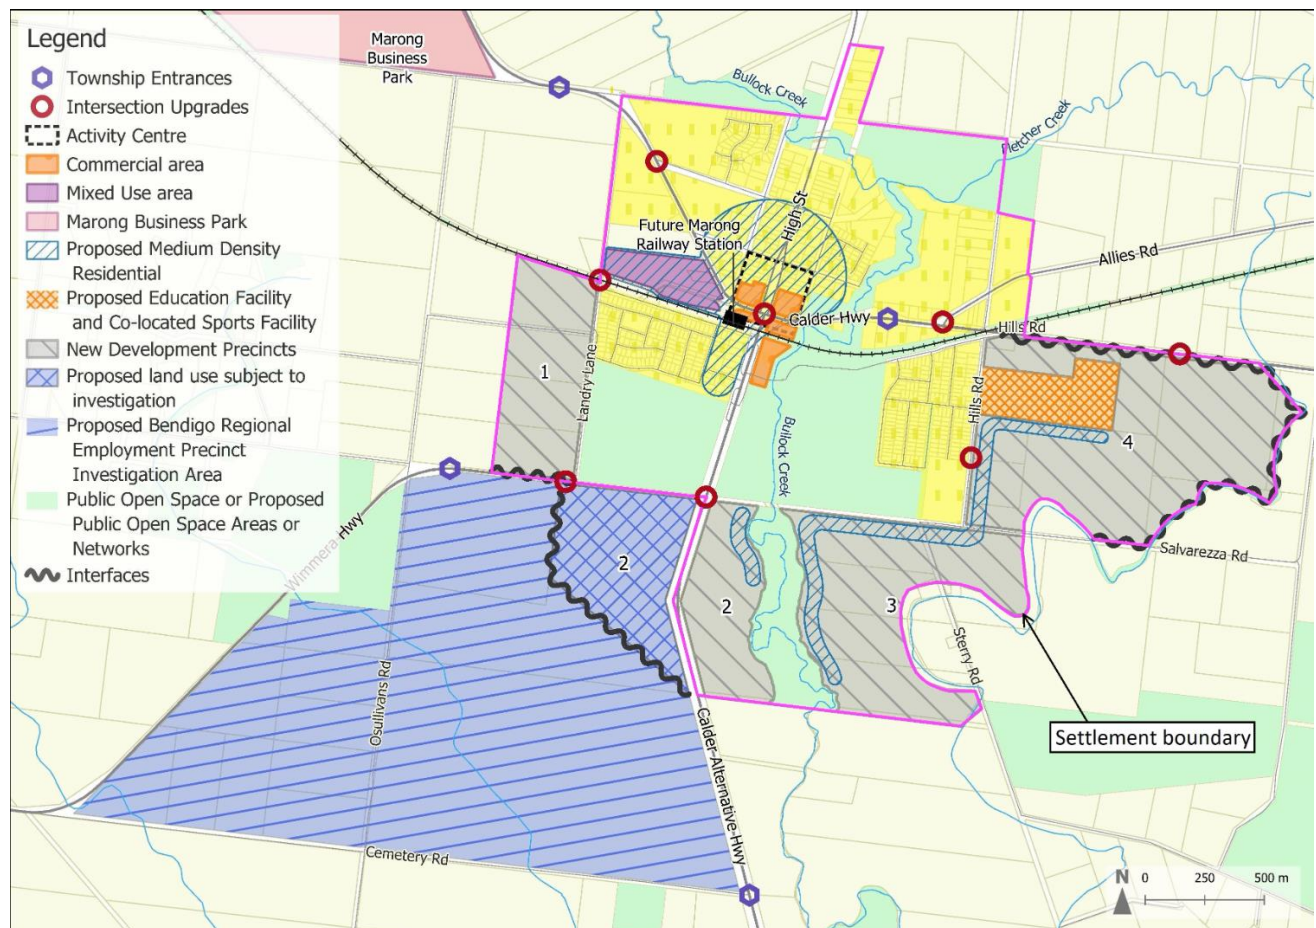 Legend
Township Entrances
Intersection Upgrades
Activity Centre
Commercial area
Mixed Use area
Marong Business Park
Proposed Medium Density
Residential
Proposed Education Facility
and Co-located Sports Facility
New Development Precincts
Proposed land use subject to
investigation
Proposed Bendigo Regional
Employment Precinct
Investigation Area
Public Open Space or Proposed
Public Open Space Areas or
Networks
Interfaces
Marong
Business
Park
Bullock
Creek
Fletcher Creek
High St
Future Marong
Railway Station
Allies Rd
Calder Hwy
Hills Rd
Landry Lane
1
Hills Rd
4
Bullock Creek
Wimmera Hwy
2
2
3
Salvarezza Rd
Sterry Rd
Osullivans Rd
Settlement boundary
Calder Alternative Hwy
Cemetery Rd
N
0 250 500 m